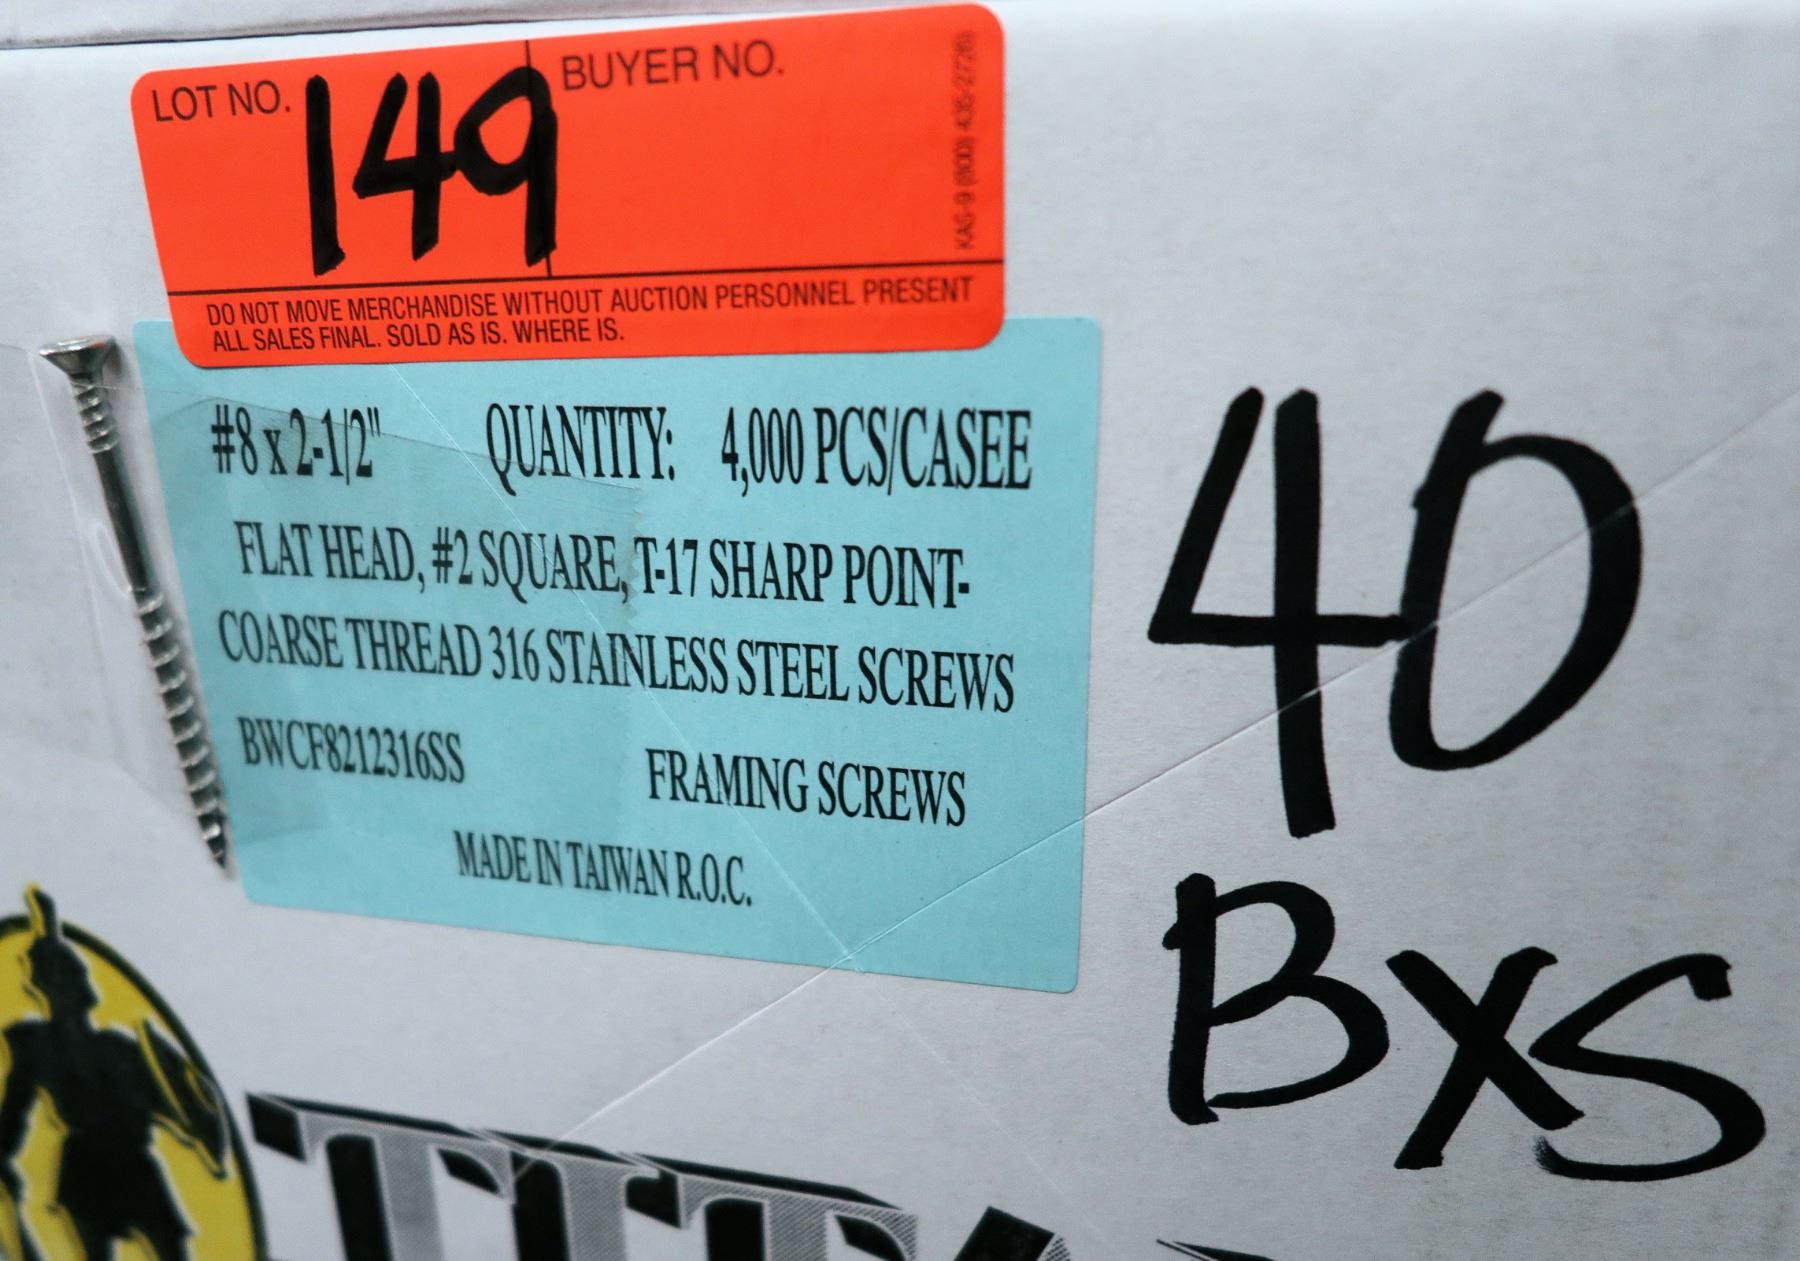 LOT NO. 149 BUYER NO.
KAS-9 (800) 435-2726
DO NOT MOVE MERCHANDISE WITHOUT AUCTION PERSONNEL PRESENT
ALL SALES FINAL. SOLD AS IS. WHERE IS.
#8 x 2-1/2" QUANTITY: 4,000 PCS/CASEE
FLAT HEAD, #2 SQUARE, T-17 SHARP POINT-
COARSE THREAD 316 STAINLESS STEEL SCREWS
BWCF8212316SS FRAMING SCREWS
MADE IN TAIWAN R.O.C.
40
BXS